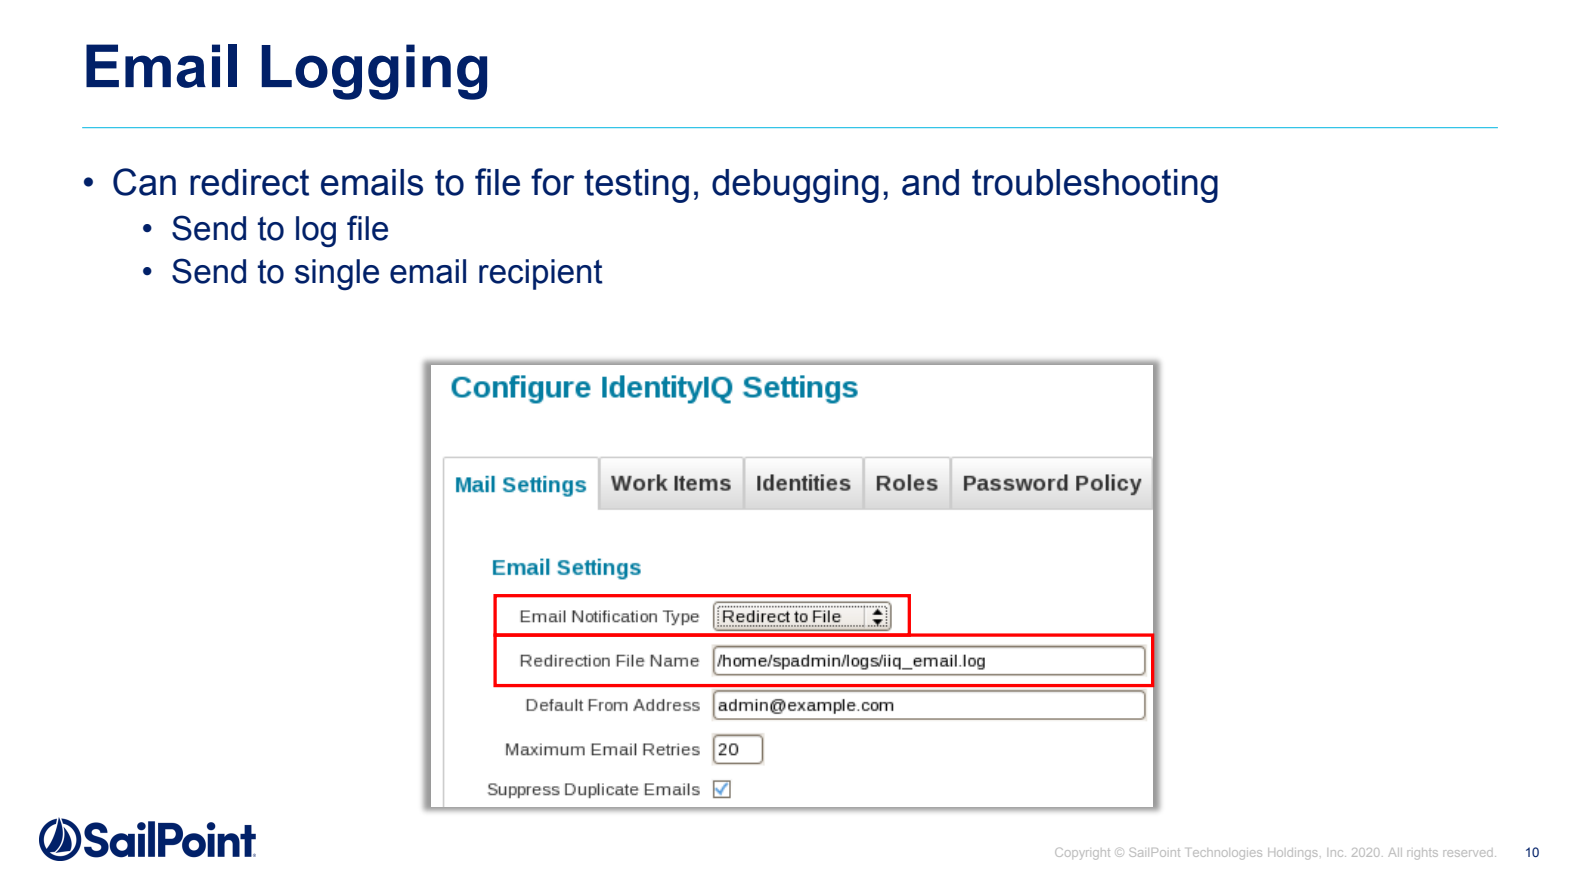 Email Logging
• Can redirect emails to file for testing, debugging, and troubleshooting
• Send to log file
• Send to single email recipient
Configure IdentityIQ Settings
Mail Settings Work Items Identities Roles Password Policy
Email Settings
Email Notification Type Redirect to File
Redirection File Name /home/spadmin/logs/iiq_email.log
Default From Address admin@example.com
Maximum Email Retries 20
Suppress Duplicate Emails
SailPoint
Copyright © SailPoint Technologies Holdings, Inc. 2020. All rights reserved. 10